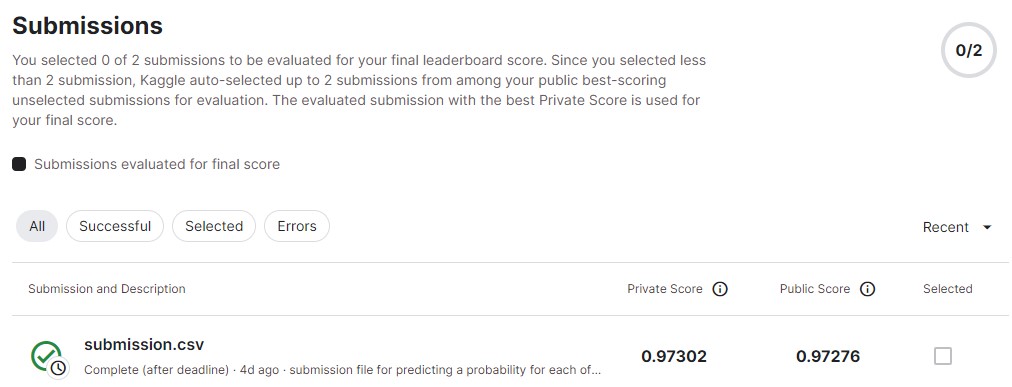 Submissions
0/2
You selected 0 of 2 submissions to be evaluated for your final leaderboard score. Since you selected less
than 2 submission, Kaggle auto-selected up to 2 submissions from among your public best-scoring
unselected submissions for evaluation. The evaluated submission with the best Private Score is used for
your final score.
Submissions evaluated for final score
All Successful Selected Errors Recent
Submission and Description Private Score Public Score Selected
submission.csv
0.97302 0.97276
Complete (after deadline) · 4d ago · submission file for predicting a probability for each of...